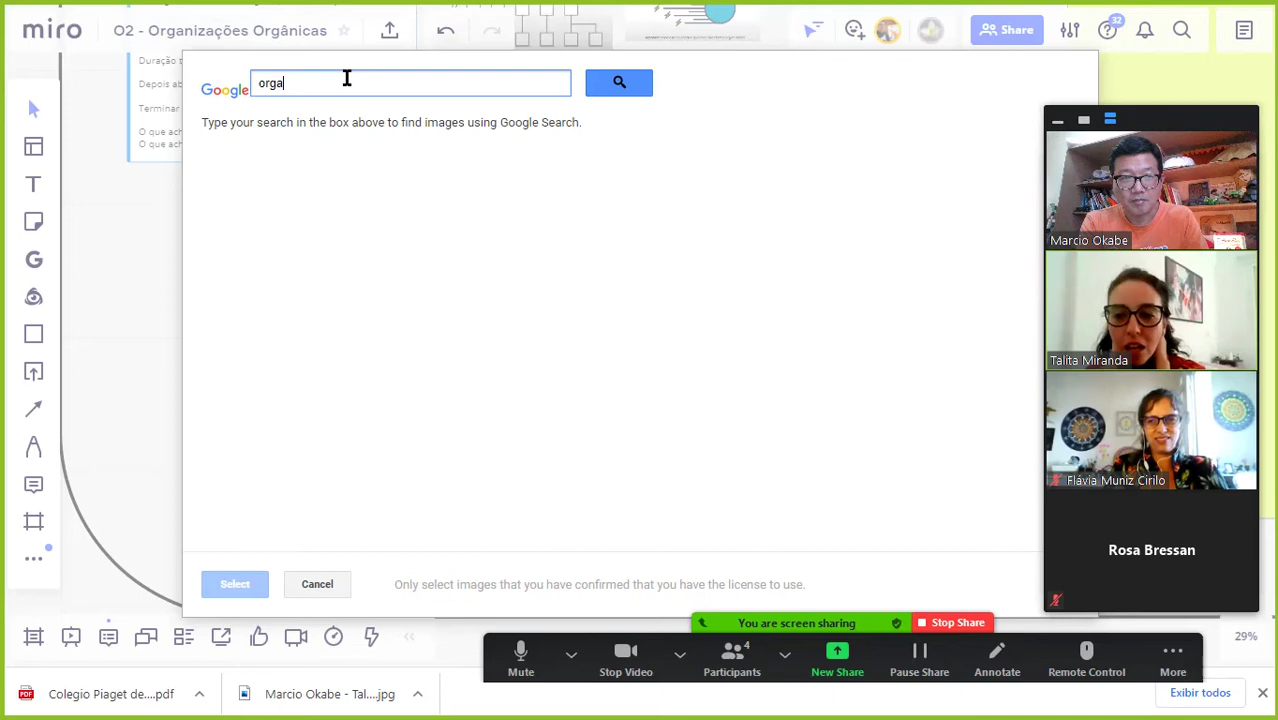 miro
O2 - Organizações Orgânicas
Share
32
Duração
Depois ab
Terminar
O que ach
O que ach
Google
orga
Type your search in the box above to find images using Google Search.
Marcio Okabe
Talita Miranda
Flávia Muniz Cirilo
Rosa Bressan
Select
Cancel
Only select images that you have confirmed that you have the license to use.
You are screen sharing
Stop Share
29%
4
Mute
Stop Video
Participants
New Share
Pause Share
Annotate
Remote Control
More
PDF
Colegio Piaget de....pdf
Marcio Okabe - Tal....jpg
Exibir todos